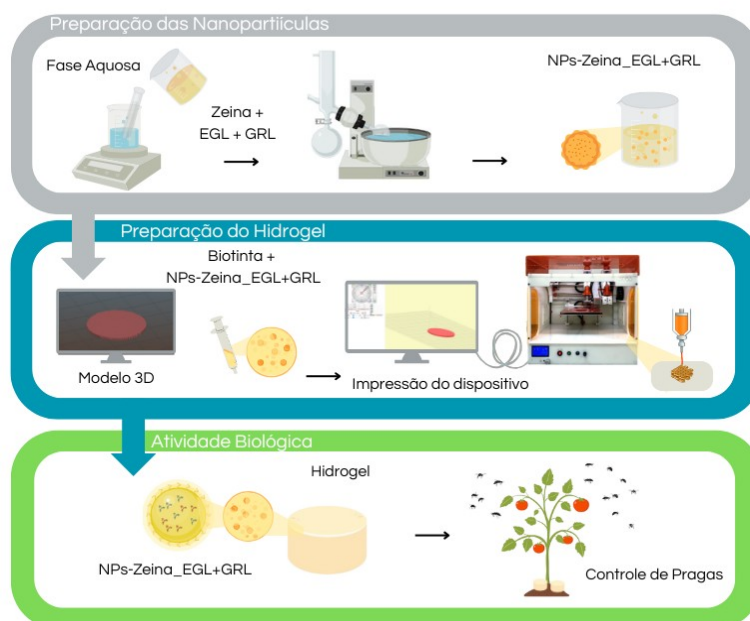 Preparação das Nanopartiículas
Fase Aquosa
Zeina +
EGL + GRL
NPs-Zeina_EGL+GRL
Preparação do Hidrogel
Biotinta +
NPs-Zeina_EGL+GRL
Modelo 3D
Impressão do dispositivo
Atividade Biológica
Hidrogel
NPs-Zeina_EGL+GRL
Controle de Pragas